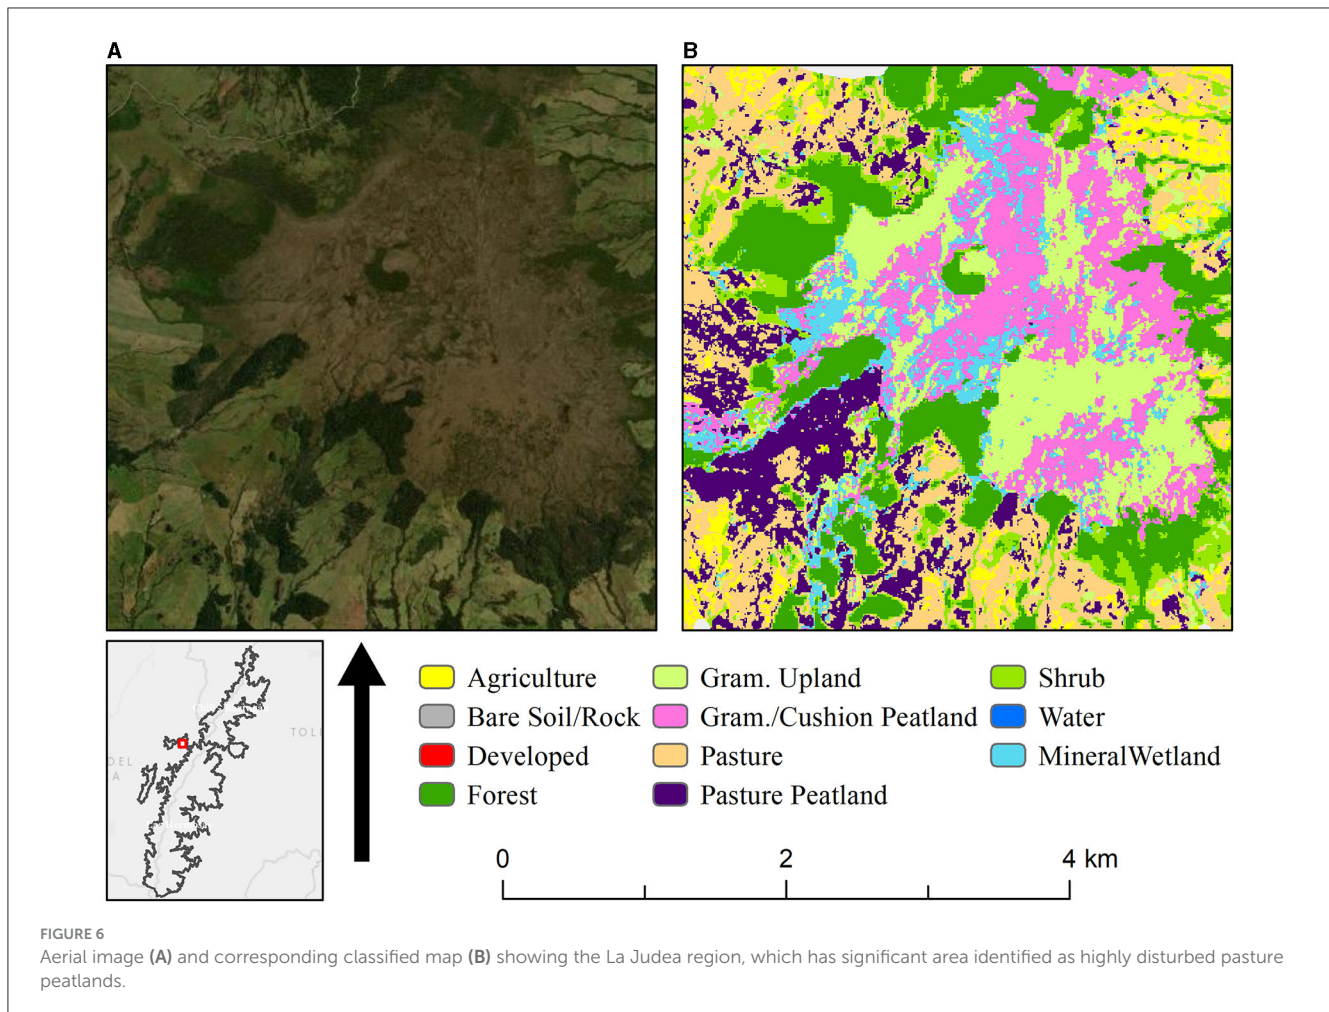 A
B
TOLI
DEL
A
Agriculture
Bare Soil/Rock
Developed
Forest
Gram. Upland
Gram./Cushion Peatland
Pasture
Pasture Peatland
Shrub
Water
MineralWetland
0 2 4 km
FIGURE 6
Aerial image (A) and corresponding classified map (B) showing the La Judea region, which has significant area identified as highly disturbed pasture
peatlands.